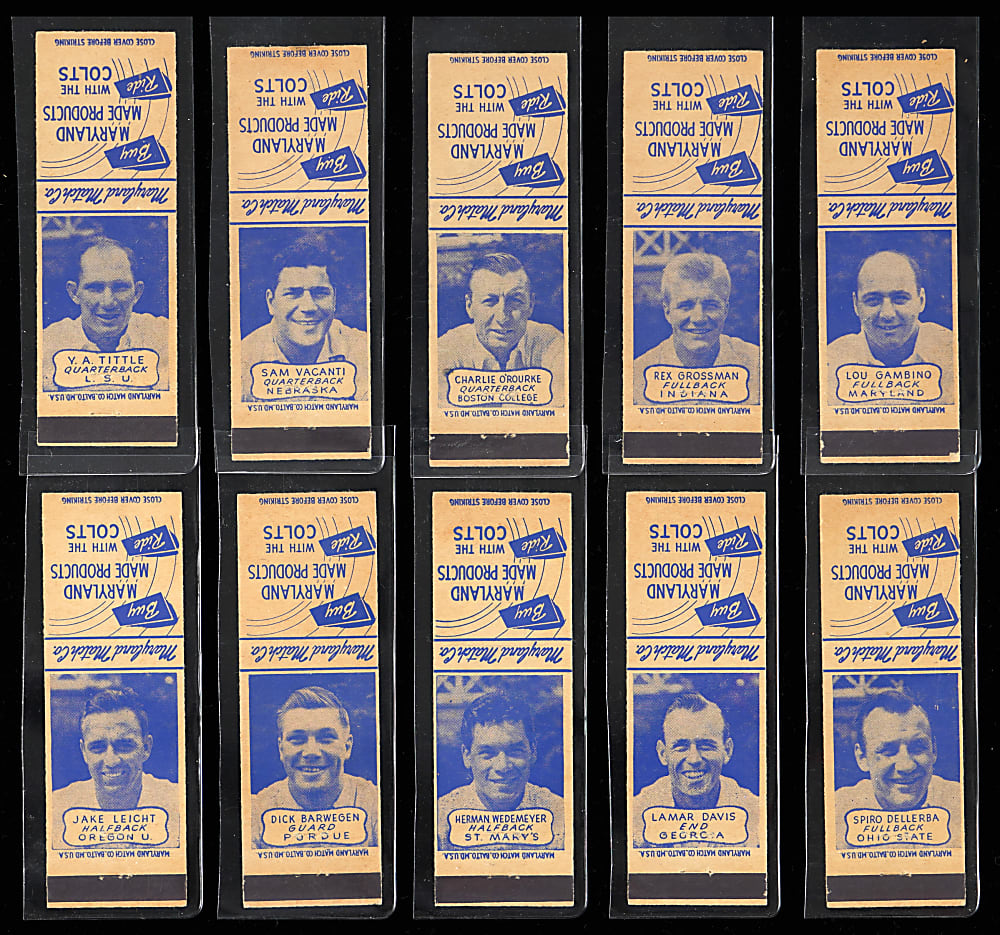 CLOSE COVER BEFORE STRIKING
Ride
WITH THE
COLTS
Buy
MARYLAND
MADE PRODUCTS
Maryland Match Co.
Y. A. TITTLE
QUARTERBACK
L. S. U.
MARYLAND MATCH CO. BALTO. MD U.S.A.
CLOSE COVER BEFORE STRIKING
Ride
WITH THE
COLTS
Buy
MARYLAND
MADE PRODUCTS
Maryland Match Co.
SAM VACANTI
QUARTERBACK
NEBRASKA
MARYLAND MATCH CO. BALTO. MD U.S.A.
CLOSE COVER BEFORE STRIKING
Ride
WITH THE
COLTS
Buy
MARYLAND
MADE PRODUCTS
Maryland Match Co.
CHARLIE O'ROURKE
QUARTERBACK
BOSTON COLLEGE
MARYLAND MATCH CO. BALTO. MD U.S.A.
CLOSE COVER BEFORE STRIKING
Ride
WITH THE
COLTS
Buy
MARYLAND
MADE PRODUCTS
Maryland Match Co.
REX GROSSMAN
FULLBACK
INDIANA
MARYLAND MATCH CO. BALTO. MD U.S.A.
CLOSE COVER BEFORE STRIKING
Ride
WITH THE
COLTS
Buy
MARYLAND
MADE PRODUCTS
Maryland Match Co.
LOU GAMBINO
FULLBACK
MARYLAND
MARYLAND MATCH CO. BALTO. MD U.S.A.
CLOSE COVER BEFORE STRIKING
Ride
WITH THE
COLTS
Buy
MARYLAND
MADE PRODUCTS
Maryland Match Co.
JAKE LEICHT
HALFBACK
OREGON U.
MARYLAND MATCH CO. BALTO. MD U.S.A.
CLOSE COVER BEFORE STRIKING
Ride
WITH THE
COLTS
Buy
MARYLAND
MADE PRODUCTS
Maryland Match Co.
DICK BARWEGEN
GUARD
PURDUE
MARYLAND MATCH CO. BALTO. MD U.S.A.
CLOSE COVER BEFORE STRIKING
Ride
WITH THE
COLTS
Buy
MARYLAND
MADE PRODUCTS
Maryland Match Co.
HERMAN WEDEMEYER
HALFBACK
ST. MARY'S
MARYLAND MATCH CO. BALTO. MD U.S.A.
CLOSE COVER BEFORE STRIKING
Ride
WITH THE
COLTS
Buy
MARYLAND
MADE PRODUCTS
Maryland Match Co.
LAMAR DAVIS
END
GEORGIA
MARYLAND MATCH CO. BALTO. MD U.S.A.
CLOSE COVER BEFORE STRIKING
Ride
WITH THE
COLTS
Buy
MARYLAND
MADE PRODUCTS
Maryland Match Co.
SPIRO DELLERBA
FULLBACK
OHIO STATE
MARYLAND MATCH CO. BALTO. MD U.S.A.